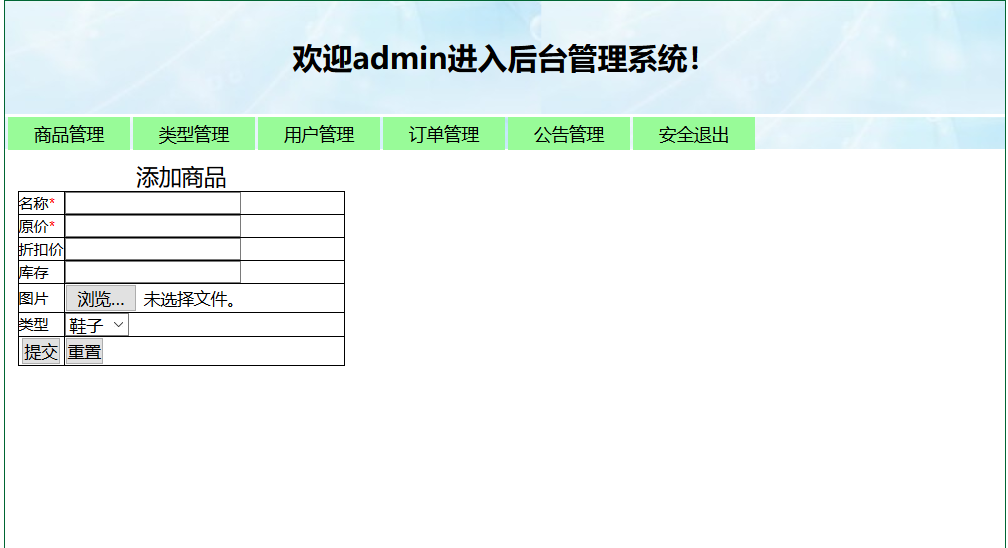 欢迎admin进入后台管理系统！
商品管理 类型管理 用户管理 订单管理 公告管理 安全退出
添加商品
名称*
原价*
折扣价
库存
图片 浏览... 未选择文件。
类型 鞋子
提交 重置